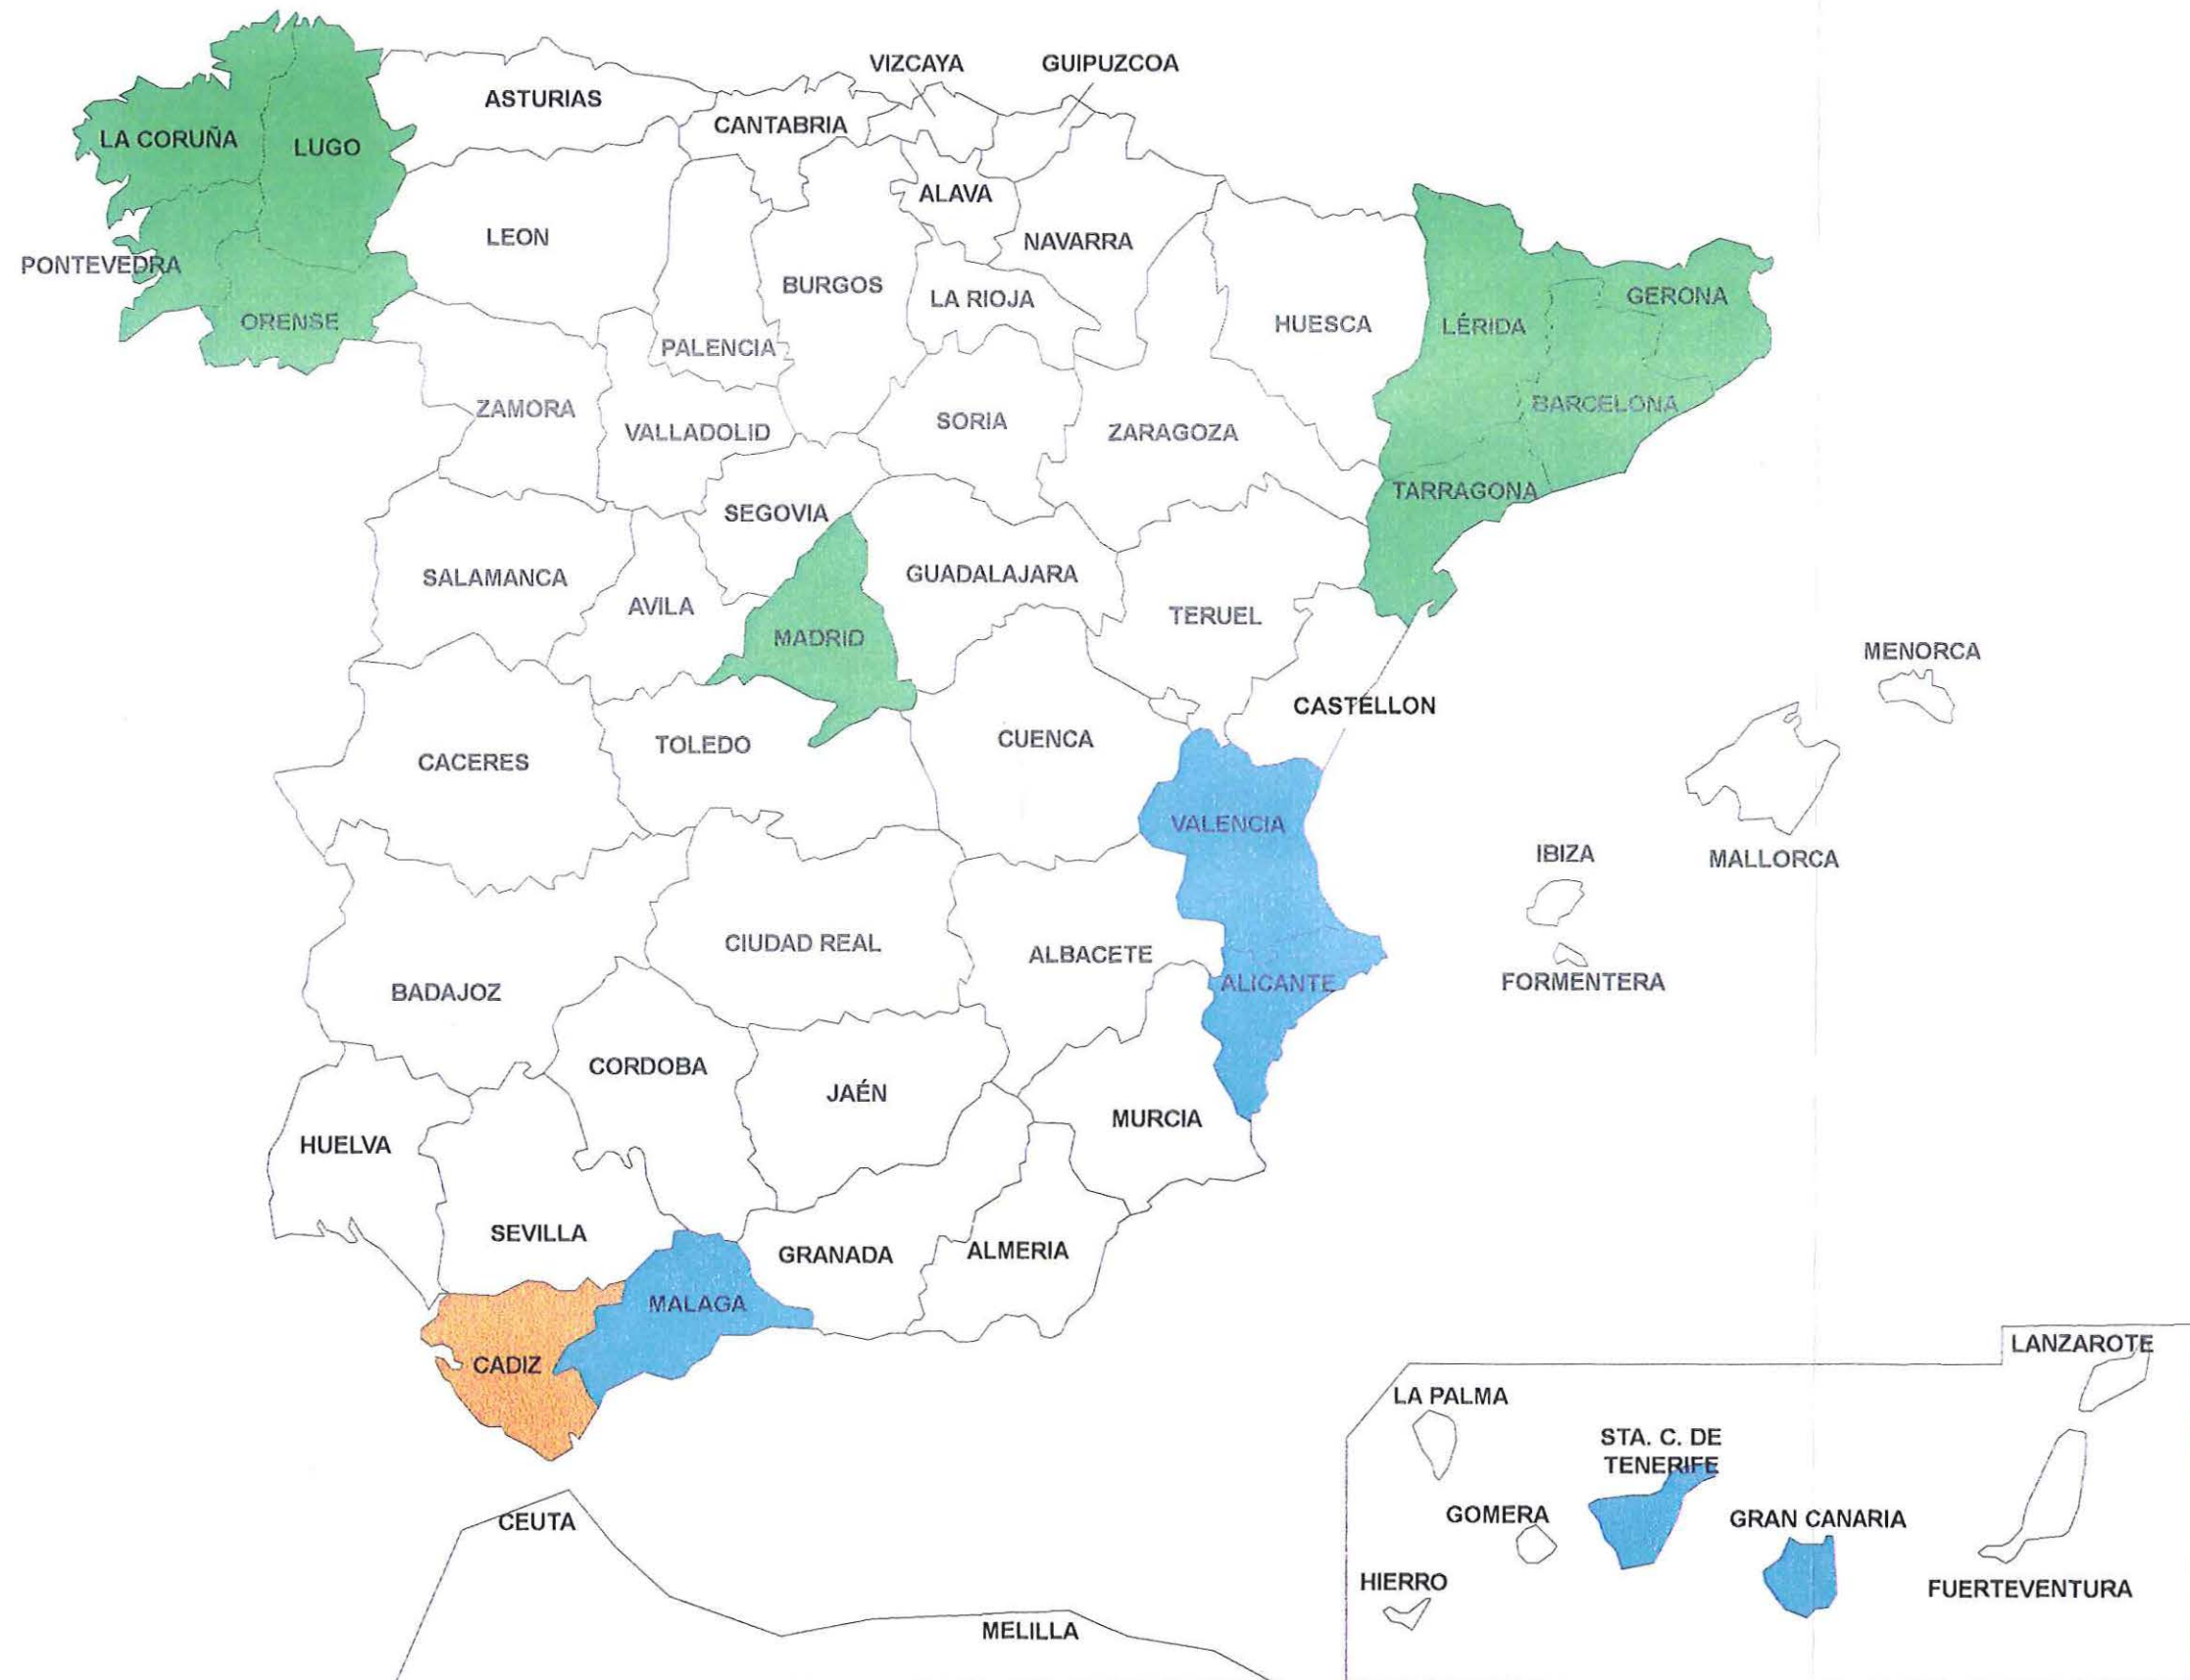 VIZCAYA
GUIPUZCOA
ASTURIAS
CANTABRIA
LA CORUÑA
LUGO
ALAVA
LEON
NAVARRA
PONTEVEDRA
BURGOS
LA RIOJA
GERONA
ORENSE
HUESCA
LÉRIDA
PALENCIA
ZAMORA
BARCELONA
VALLADOLID
SORIA
ZARAGOZA
TARRAGONA
SEGOVIA
SALAMANCA
GUADALAJARA
AVILA
TERUEL
MADRID
MENORCA
CASTELLON
TOLEDO
CUENCA
CACERES
VALENCIA
IBIZA
MALLORCA
CIUDAD REAL
ALBACETE
ALICANTE
FORMENTERA
BADAJOZ
CORDOBA
JAÉN
MURCIA
HUELVA
SEVILLA
GRANADA
ALMERIA
MALAGA
CADIZ
LANZAROTE
LA PALMA
STA. C. DE
TENERIFE
GOMERA
GRAN CANARIA
CEUTA
HIERRO
FUERTEVENTURA
MELILLA